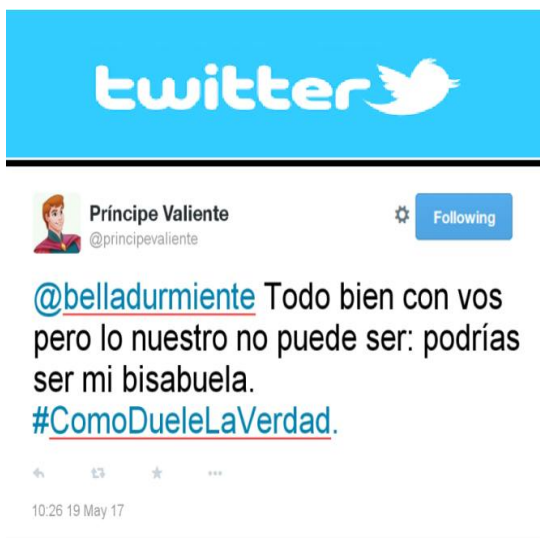 twitter
Príncipe Valiente
@principevaliente
Following
@belladurmiente Todo bien con vos
pero lo nuestro no puede ser: podrías
ser mi bisabuela.
#ComoDueleLaVerdad.
10:26 19 May 17